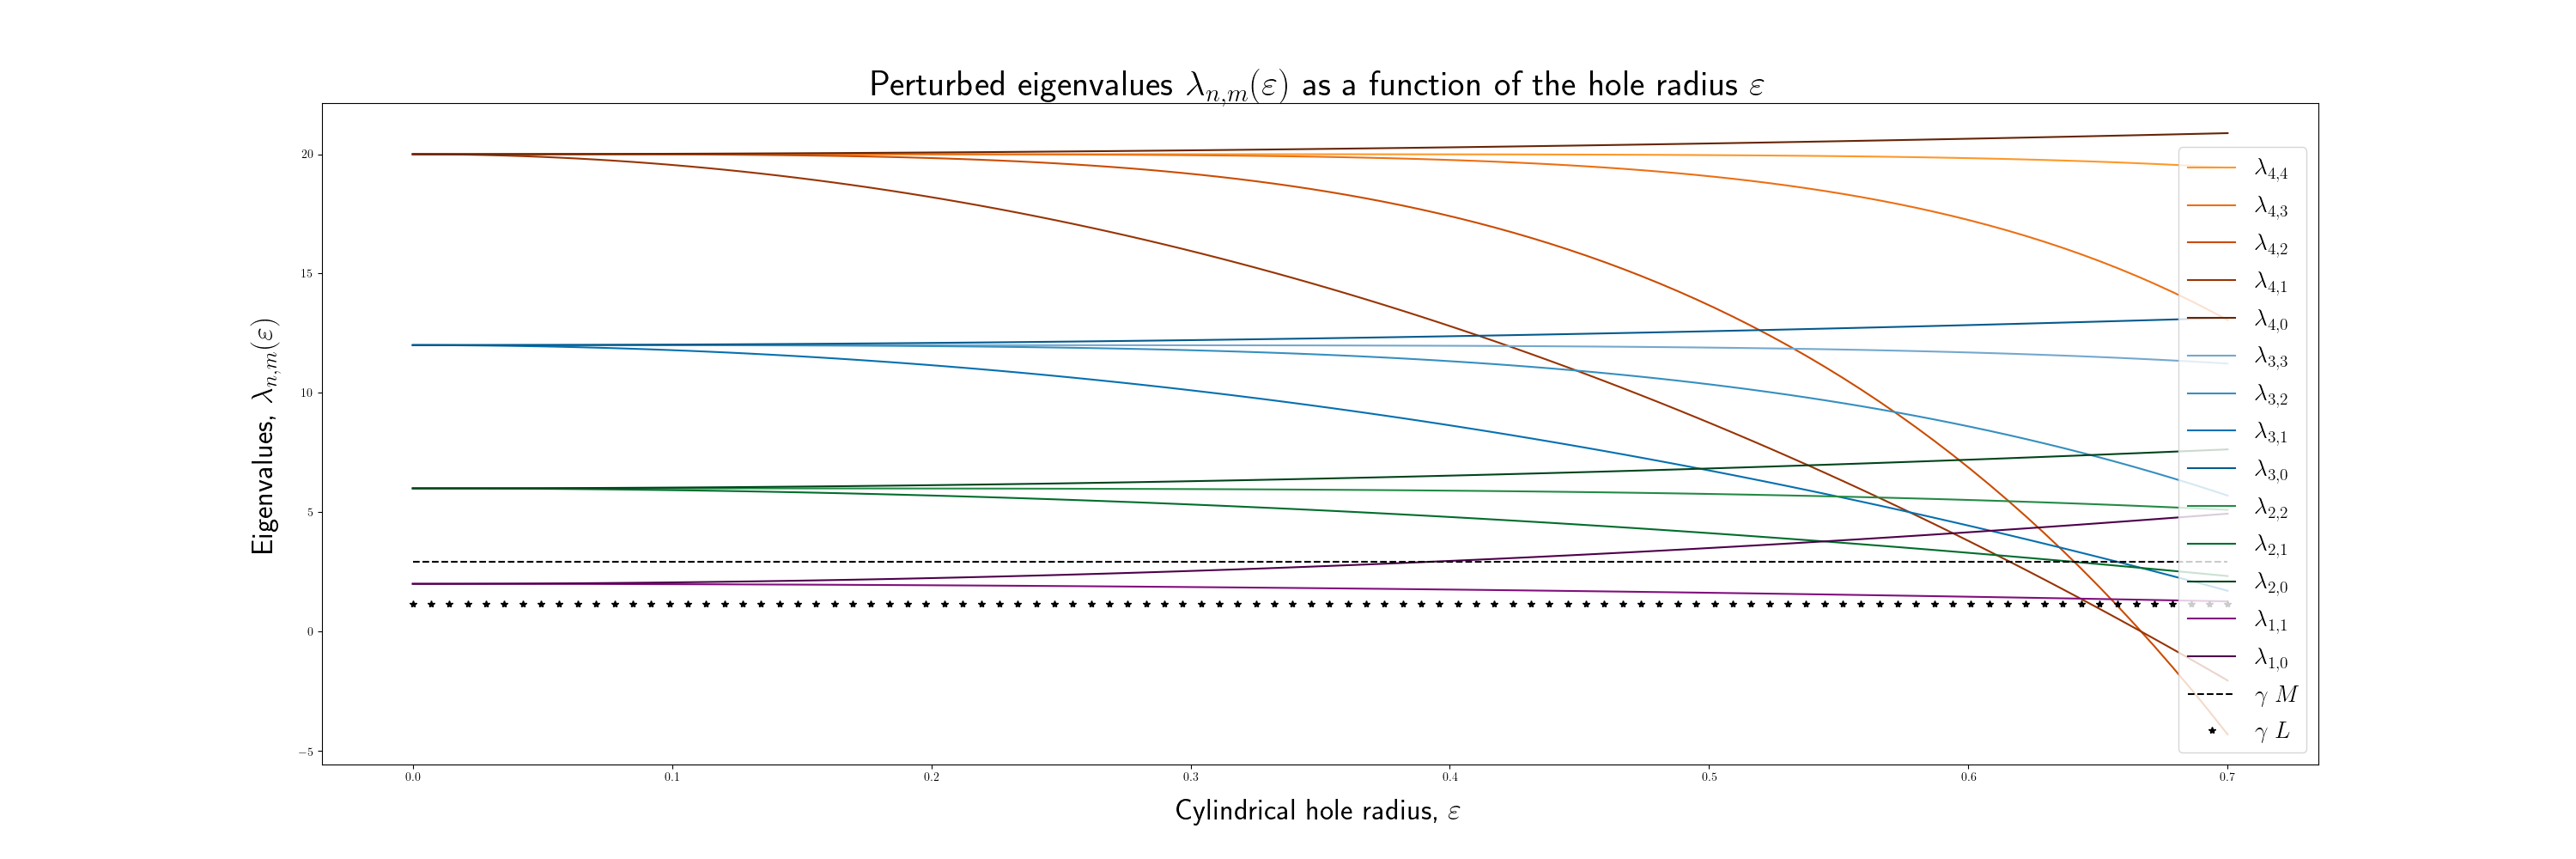 Perturbed eigenvalues λ_{n,m}(ε) as a function of the hole radius ε
Eigenvalues, λ_{n,m}(ε)
20
15
10
5
0
−5
0.0 0.1 0.2 0.3 0.4 0.5 0.6 0.7
Cylindrical hole radius, ε
λ_{4,4}
λ_{4,3}
λ_{4,2}
λ_{4,1}
λ_{4,0}
λ_{3,3}
λ_{3,2}
λ_{3,1}
λ_{3,0}
λ_{2,2}
λ_{2,1}
λ_{2,0}
λ_{1,1}
λ_{1,0}
γ M
γ L